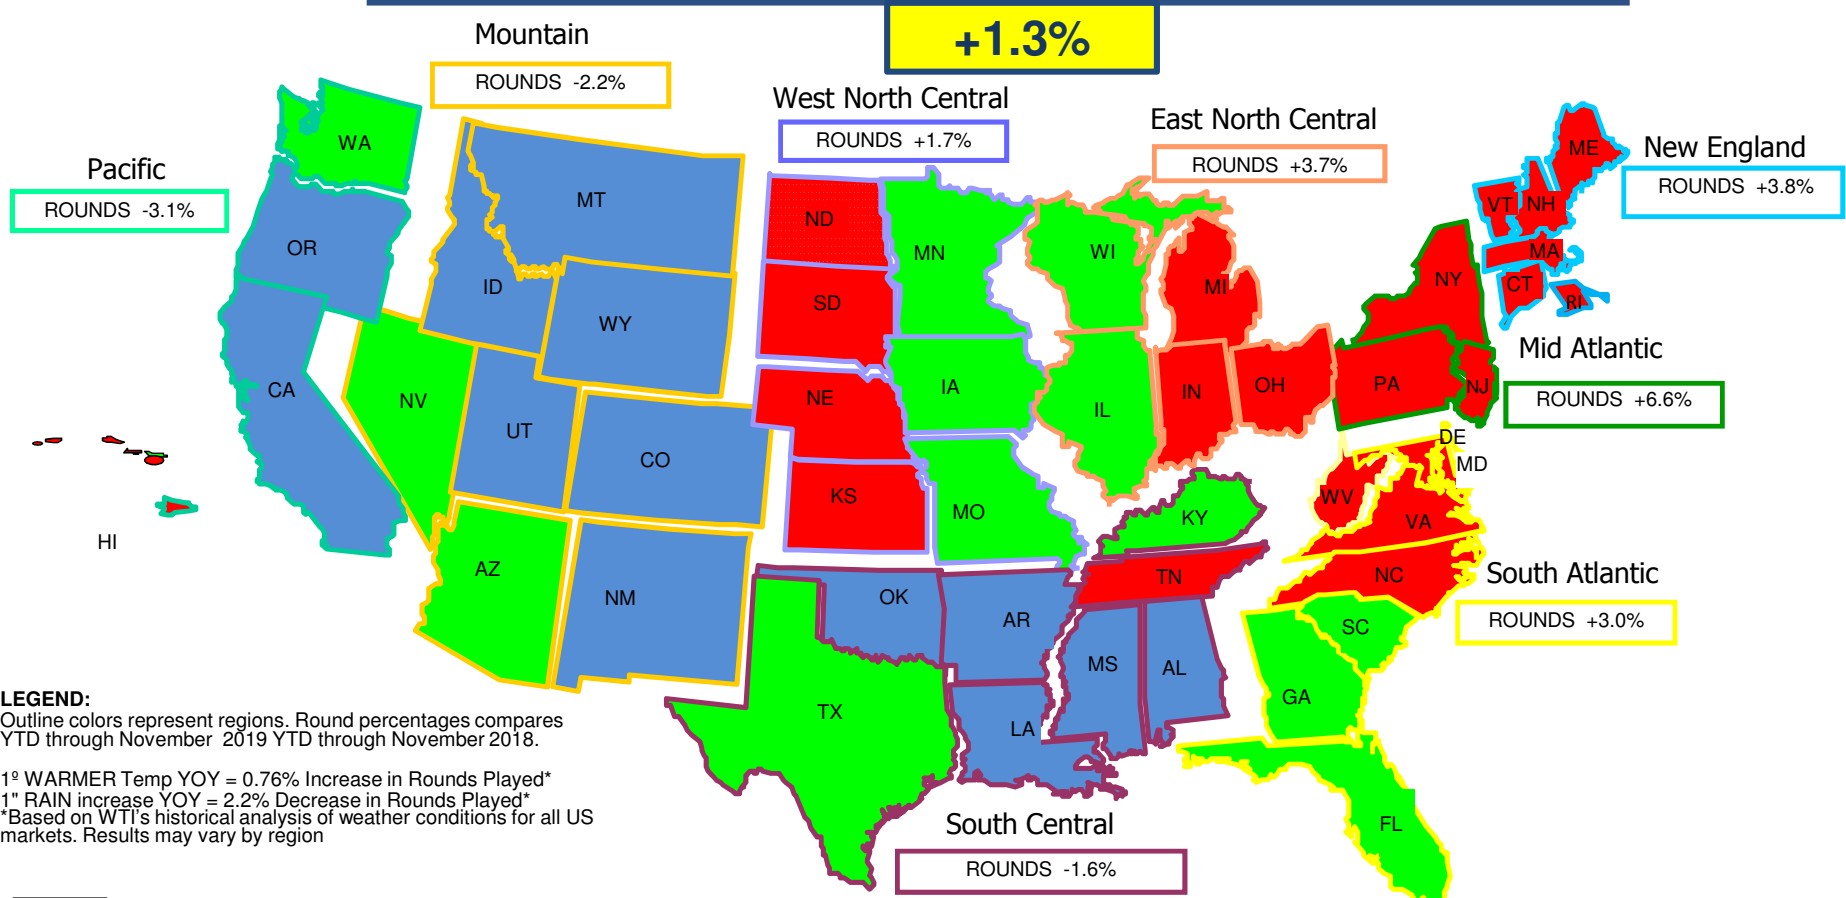 +1.3%
Mountain
ROUNDS -2.2%
West North Central
ROUNDS +1.7%
East North Central
ROUNDS +3.7%
New England
ROUNDS +3.8%
Pacific
ROUNDS -3.1%
Mid Atlantic
ROUNDS +6.6%
South Atlantic
ROUNDS +3.0%
South Central
ROUNDS -1.6%
WA
OR
CA
HI
MT
ID
WY
NV
UT
CO
AZ
NM
ND
SD
NE
KS
MN
IA
MO
WI
MI
IL
IN
OH
ME
VT
NH
MA
CT
RI
NY
PA
NJ
DE
MD
WV
VA
NC
SC
GA
FL
KY
TN
OK
AR
MS
AL
TX
LA
LEGEND:
Outline colors represent regions. Round percentages compares
YTD through November 2019 YTD through November 2018.
1º WARMER Temp YOY = 0.76% Increase in Rounds Played*
1" RAIN increase YOY = 2.2% Decrease in Rounds Played*
*Based on WTI's historical analysis of weather conditions for all US
markets. Results may vary by region